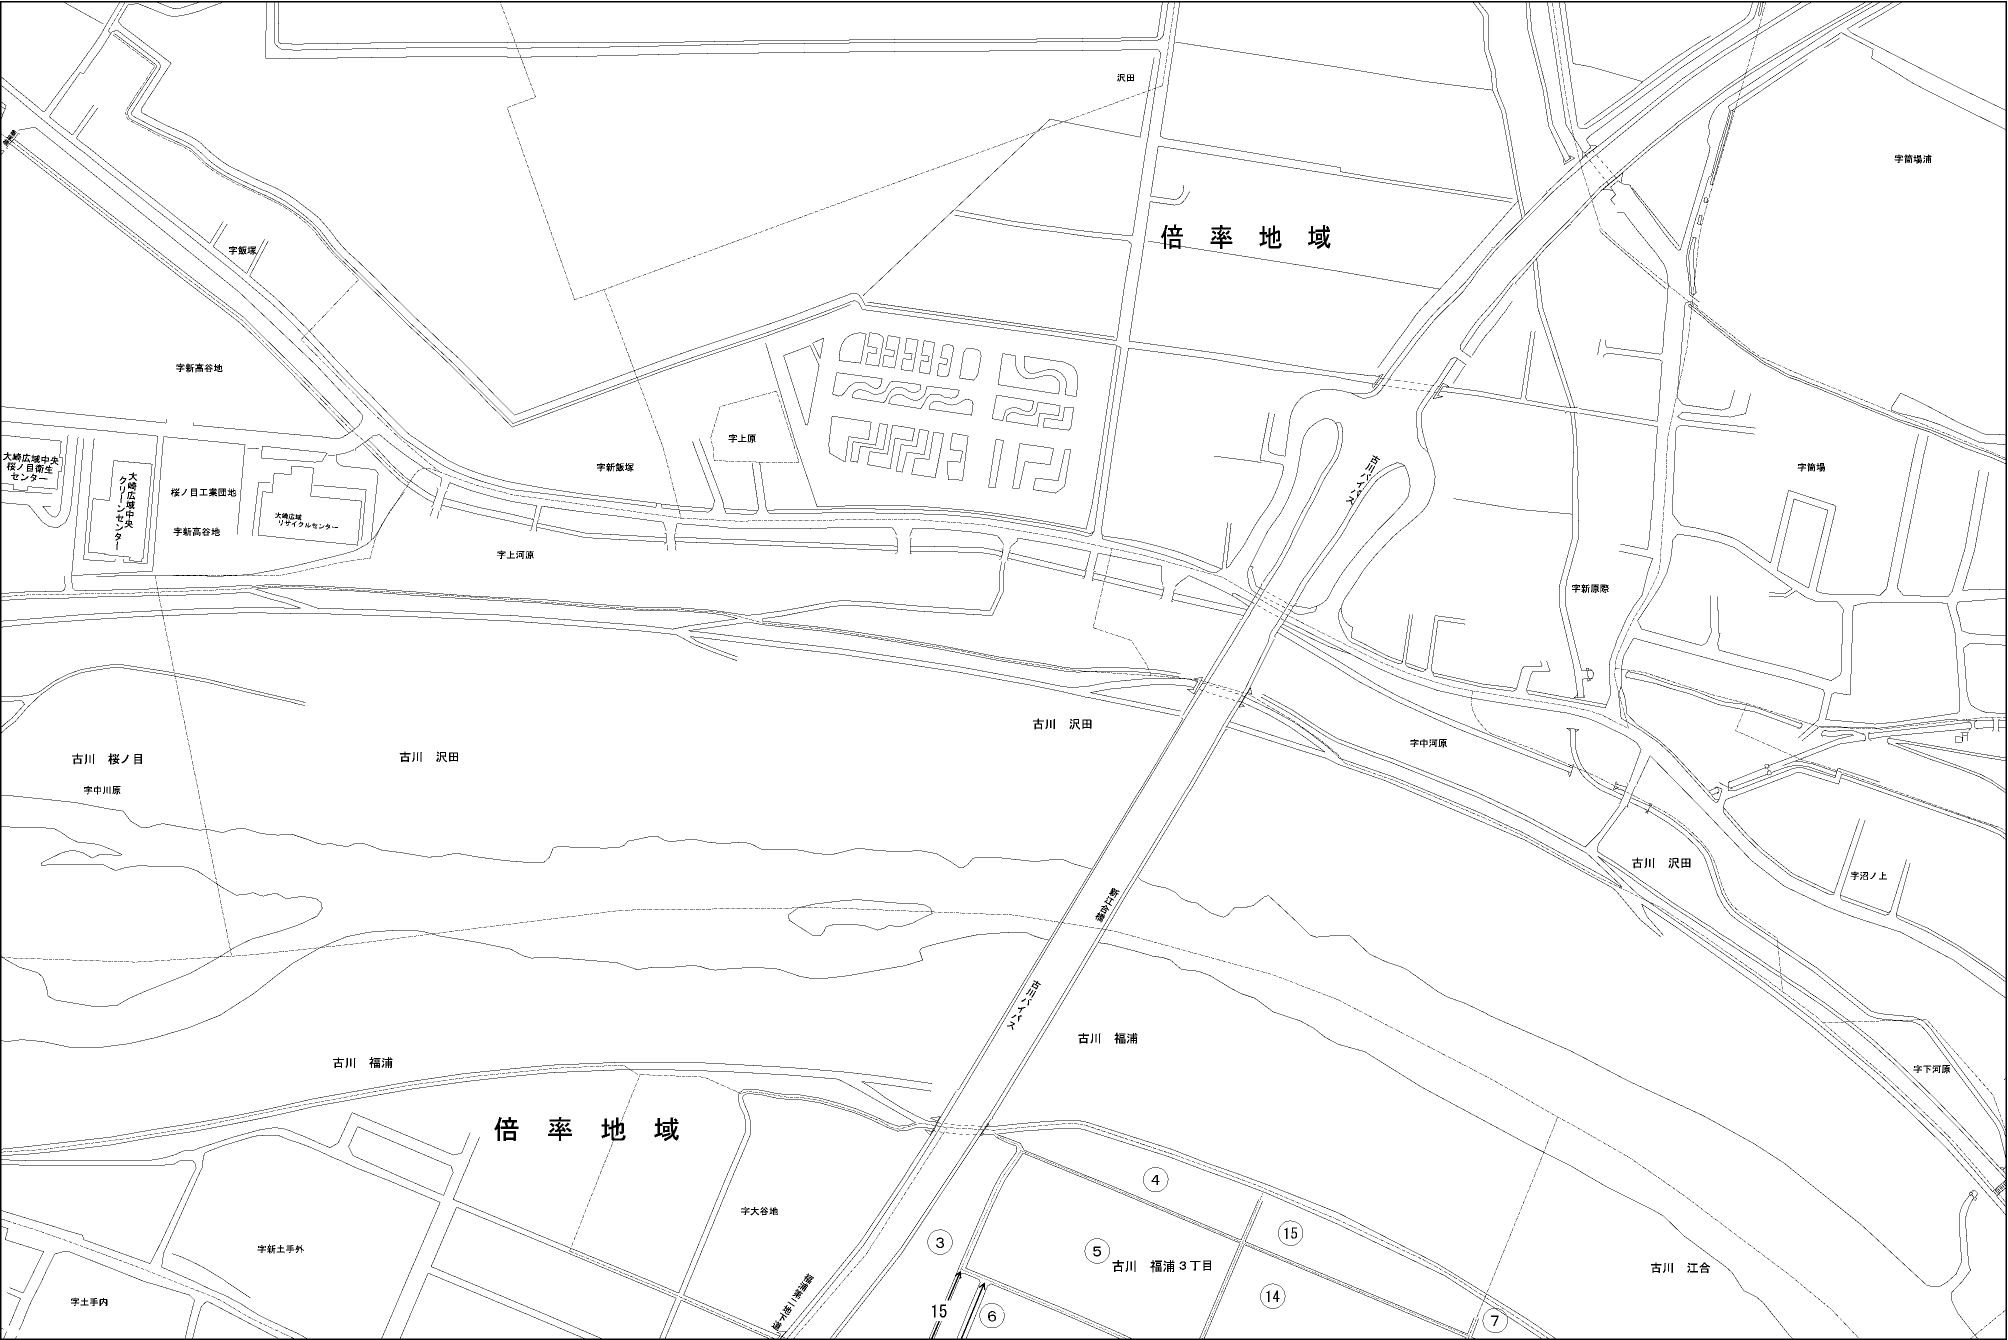 沢田
字筒場浦
倍 率 地 域
字飯塚
字新高谷地
字上原
字新飯塚
字筒場
大崎広域中央
桜ノ目衛生
センター
大崎広域中央
クリーンセンター
桜ノ目工業団地
字新高谷地
大崎広域
リサイクルセンター
古川バイパス
字上河原
字新原際
古川 沢田
字中河原
古川 桜ノ目
古川 沢田
字中川原
古川 沢田
字沼ノ上
新江合橋
古川バイパス
古川 福浦
古川 福浦
字下河原
倍 率 地 域
④
字大谷地
③
⑮
字新土手外
⑤
古川 福浦3丁目
古川 江合
⑭
字土手内
15
⑥
⑦